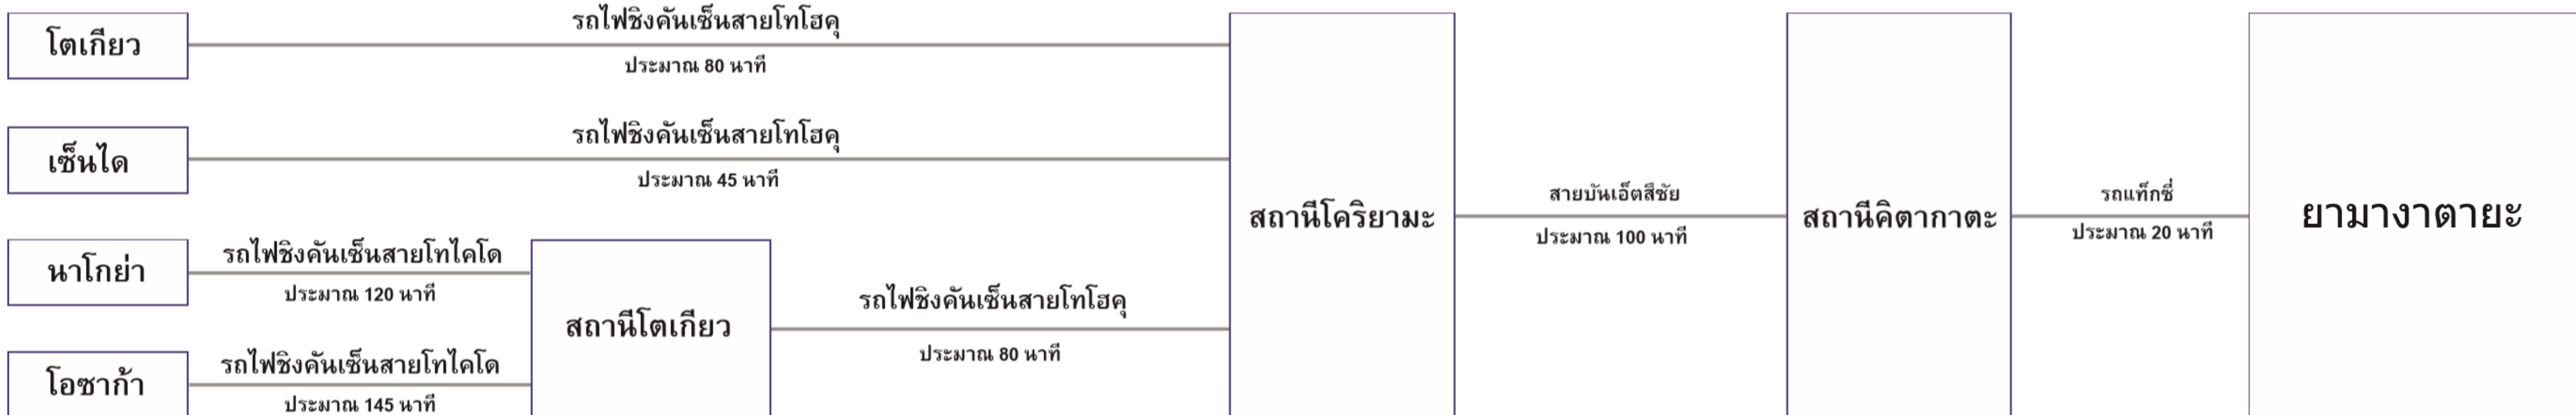 โตเกียว
รถไฟชิงคันเซ็นสายโทโฮคุ
ประมาณ 80 นาที
เซ็นได
รถไฟชิงคันเซ็นสายโทโฮคุ
ประมาณ 45 นาที
นาโกย่า
รถไฟชิงคันเซ็นสายโทไคโด
ประมาณ 120 นาที
โอซาก้า
รถไฟชิงคันเซ็นสายโทไคโด
ประมาณ 145 นาที
สถานีโตเกียว
รถไฟชิงคันเซ็นสายโทโฮคุ
ประมาณ 80 นาที
สถานีโคริยามะ
สายบันเอ็ตสึซัย
ประมาณ 100 นาที
สถานีคิตากาตะ
รถแท็กซี่
ประมาณ 20 นาที
ยามางาตายะ